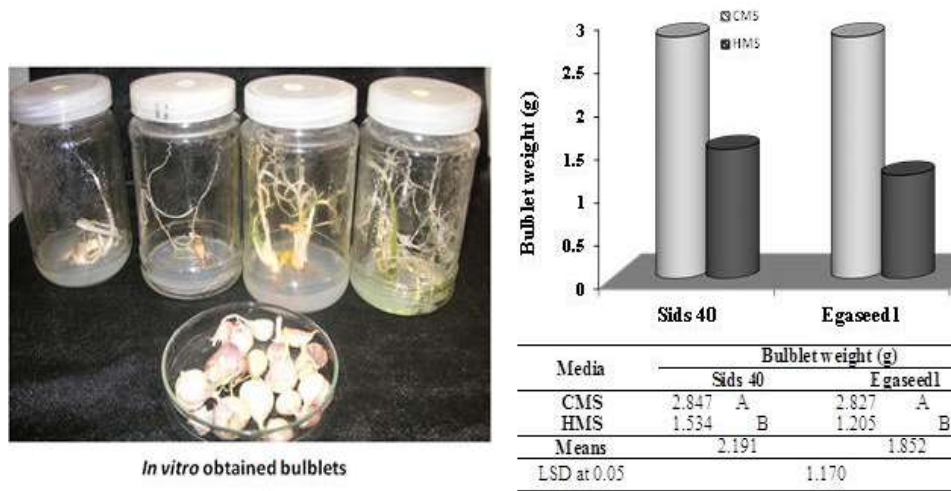 In vitro obtained bulblets
CMS
HMS
Bulblet weight (g)
3
2.5
2
1.5
1
0.5
0
Sids 40
Egaseed1
Media
Bulblet weight (g)
Sids 40 Egaseed1
CMS 2.847 A 2.827 A
HMS 1.534 B 1.205 B
Means 2.191 1.852
LSD at 0.05 1.170